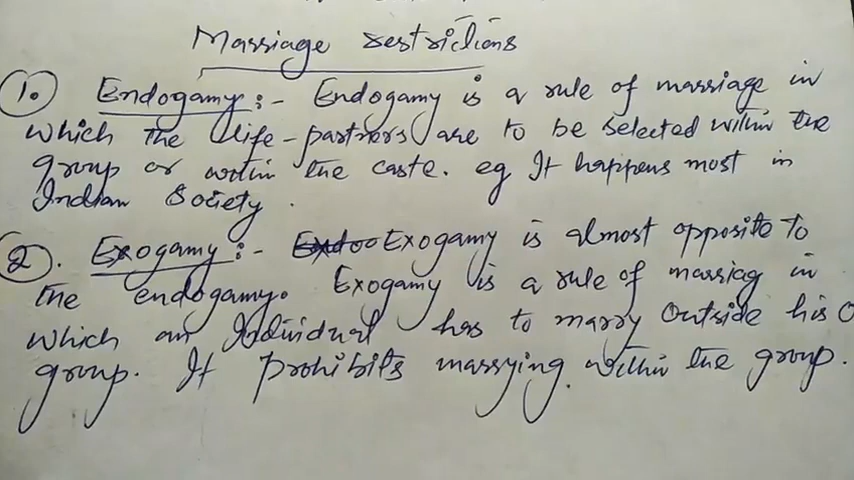 Marriage restrictions
1. Endogamy :- Endogamy is a rule of marriage in
which the life-partners are to be selected within the
group or within the caste. eg It happens most in
Indian Society.
2. Exogamy :- Exogamy is almost opposite to
the endogamy. Exogamy is a rule of marriag in
which an Individual has to marry outside his
group. It prohibits marrying within the group.